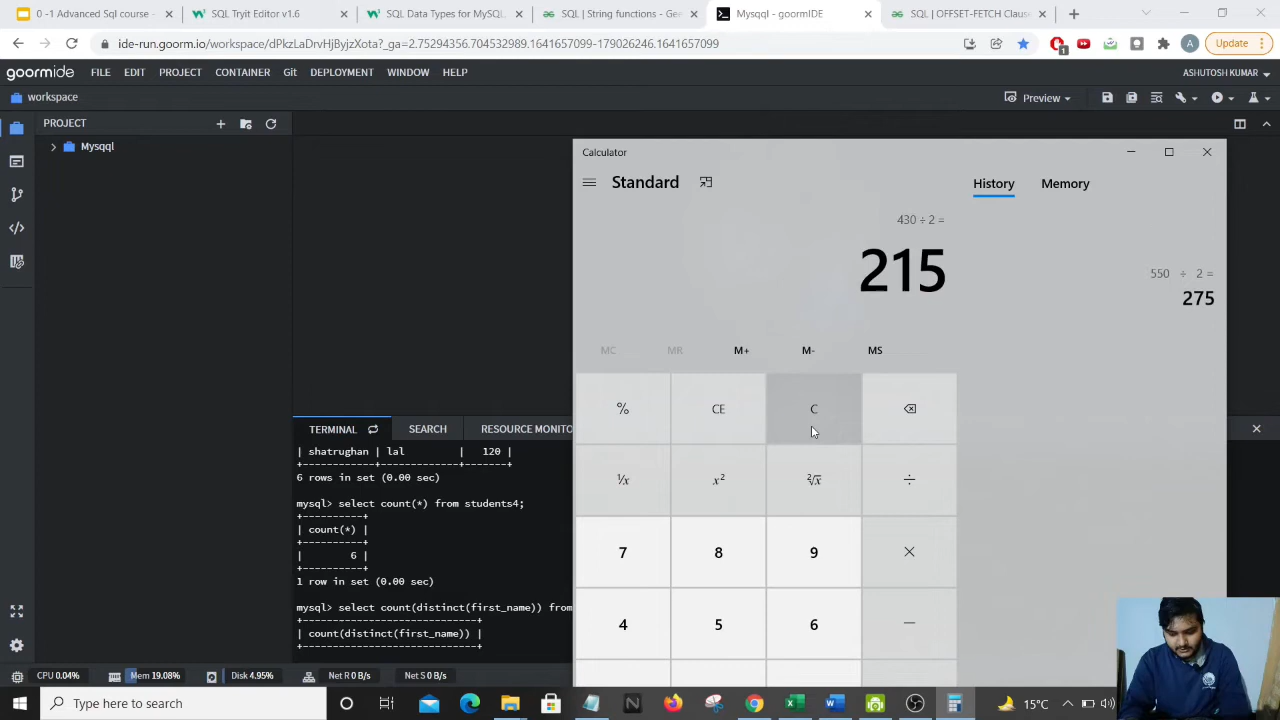 0 -1 Advanced Sql course -
SQL Tryit Editor v1.6
SQL Data Types for MySQL,
SQL | String functions - Gee
Mysqql - goormIDE
SQL | OFFSET-FETCH Clause
ide-run.goorm.io/workspace/dPkzLaDrvHjByjsIota?_ga=2.75294356.704532039.1641657099-1790026246.1641657099
1
A
Update
goormide
FILE EDIT PROJECT CONTAINER Git DEPLOYMENT WINDOW HELP
ASHUTOSH KUMAR
workspace
Preview
PROJECT
Mysqql
Calculator
Standard
History Memory
430 ÷ 2 =
215
550 ÷ 2 =
275
MC MR M+ M- MS
% CE C
¹/x x² ²√x ÷
7 8 9 ×
4 5 6 −
TERMINAL SEARCH RESOURCE MONITO
| shatrughan | lal | 120 |
+------------+-----------+-------+
6 rows in set (0.00 sec)
mysql> select count(*) from students4;
+----------+
| count(*) |
+----------+
| 6 |
+----------+
1 row in set (0.00 sec)
mysql> select count(distinct(first_name)) from
+-----------------------------+
| count(distinct(first_name)) |
+-----------------------------+
CPU 0.04% Mem 19.08% Disk 4.95% Net R 0 B/s Net S 0 B/s
Type here to search
15°C